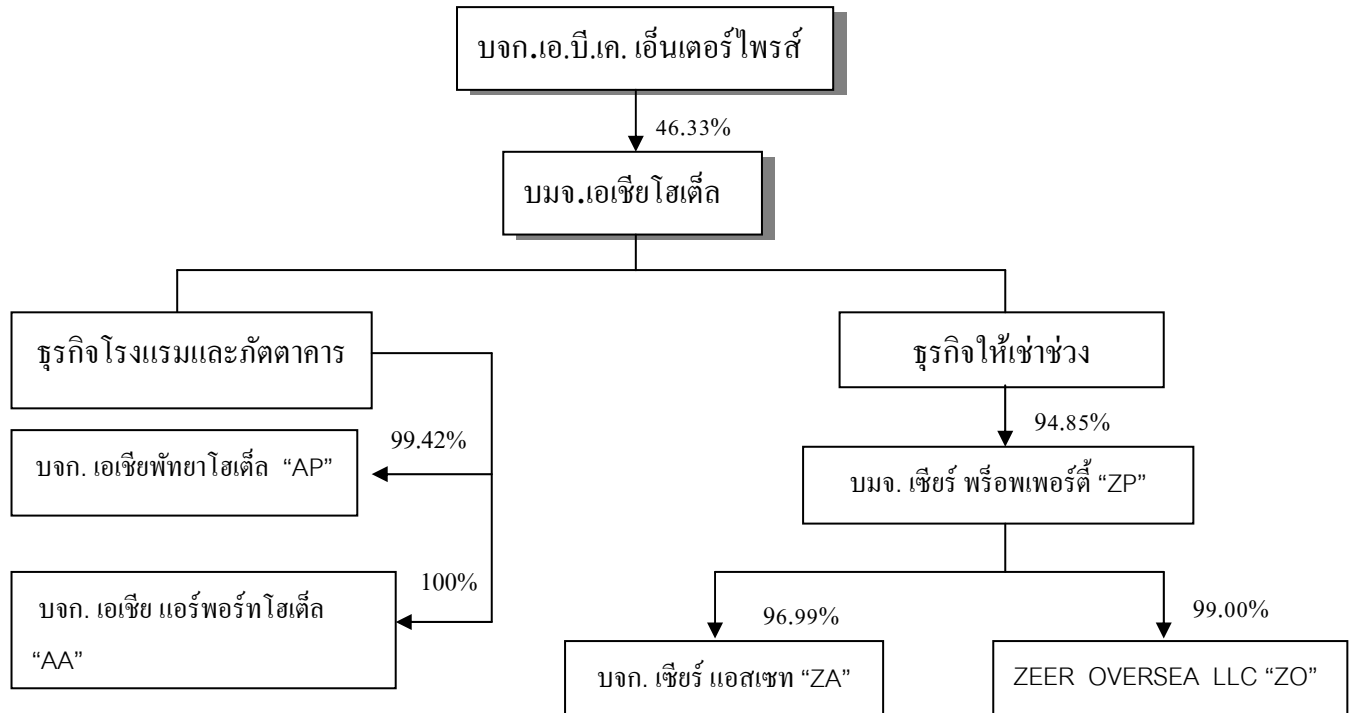 บจก.เอ.บี.เค. เอ็นเตอร์ไพรส์
46.33%
บมจ.เอเชียโฮเต็ล
ธุรกิจโรงแรมและภัตตาคาร
ธุรกิจให้เช่าช่วง
99.42%
94.85%
บจก. เอเชียพัทยาโฮเต็ล “AP”
บมจ. เซียร์ พร็อพเพอร์ตี้ “ZP”
100%
บจก. เอเชีย แอร์พอร์ทโฮเต็ล
“AA”
96.99%
99.00%
บจก. เซียร์ แอสเซท “ZA”
ZEER OVERSEA LLC “ZO”